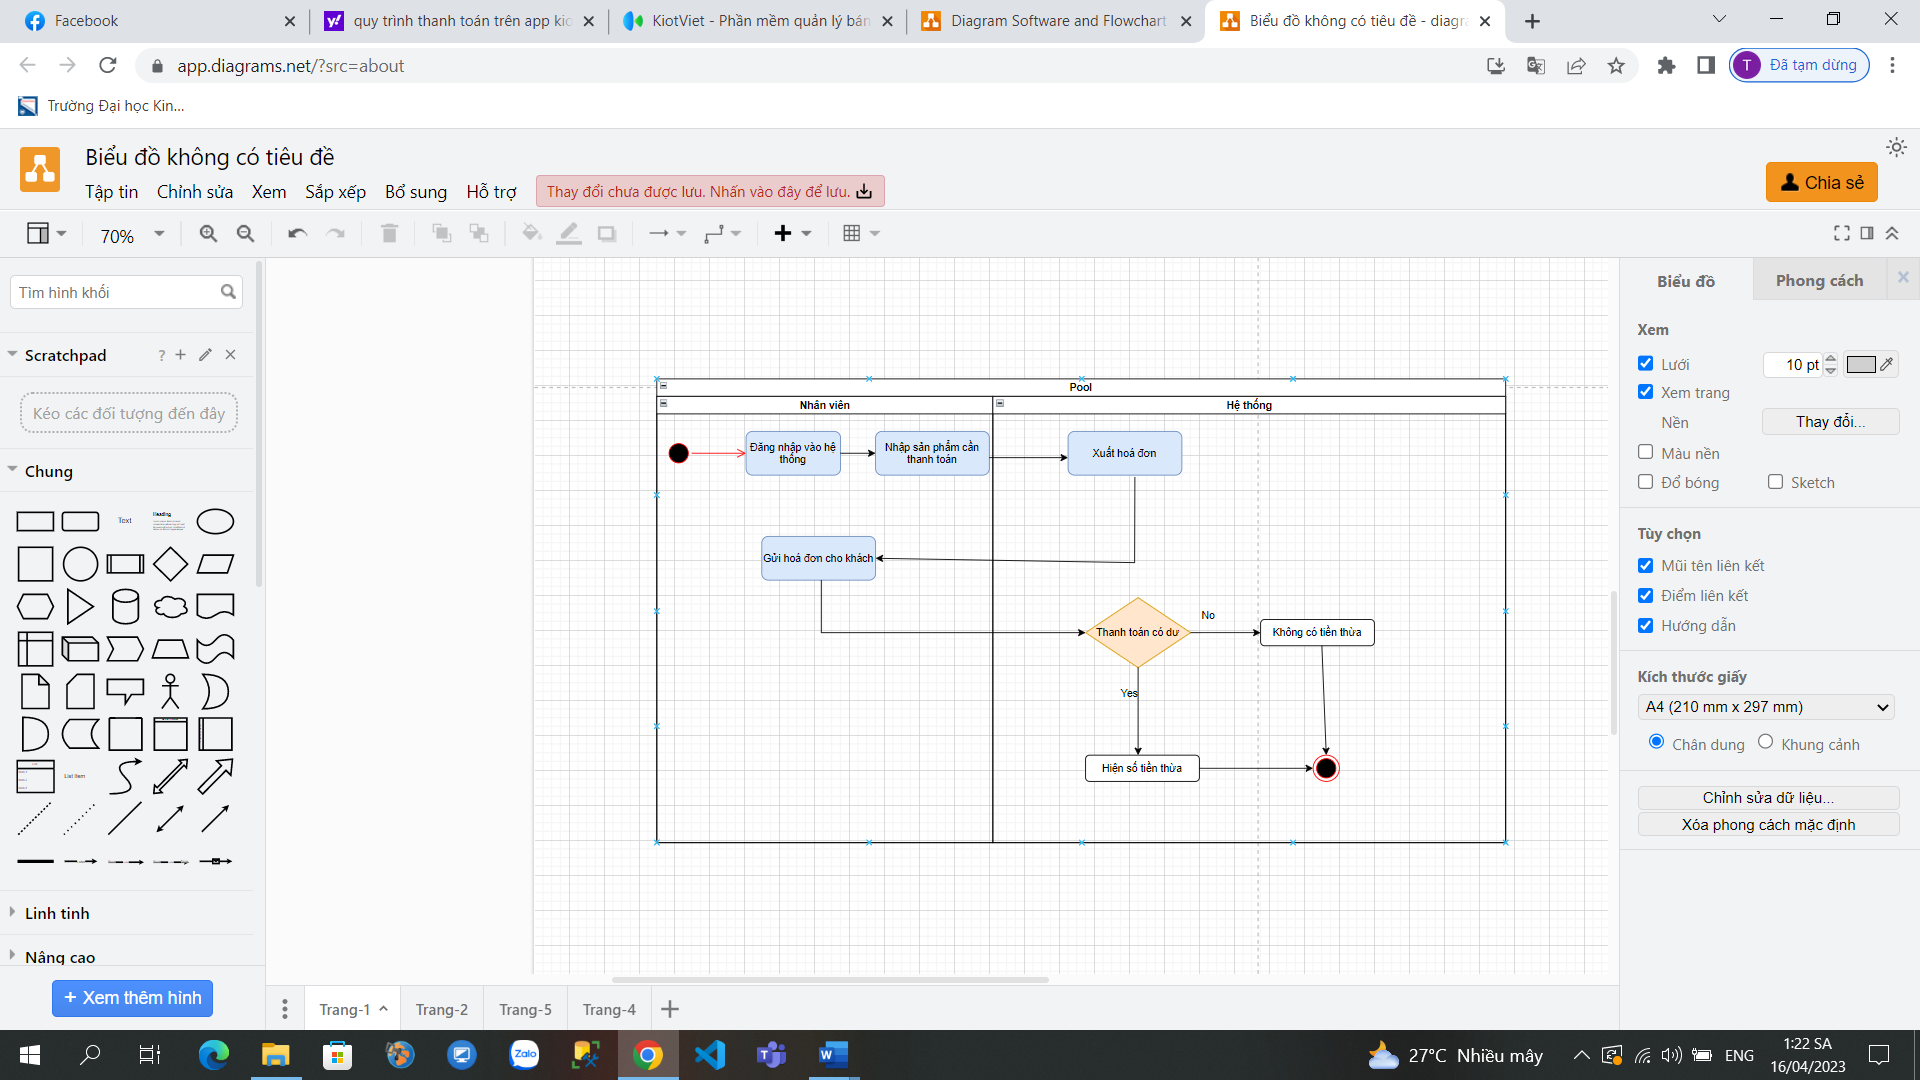 Facebook
quy trình thanh toán trên app kio
KiotViet - Phần mềm quản lý bán
Diagram Software and Flowchart
Biểu đồ không có tiêu đề - diagra
app.diagrams.net/?src=about
T Đã tạm dừng
Trường Đại học Kin...
Biểu đồ không có tiêu đề
Tập tin Chỉnh sửa Xem Sắp xếp Bổ sung Hỗ trợ
Thay đổi chưa được lưu. Nhấn vào đây để lưu.
Chia sẻ
70%
Tìm hình khối
Scratchpad ?
Kéo các đối tượng đến đây
Chung
Text
Heading
List Item
Linh tinh
Nâng cao
+ Xem thêm hình
Pool
Nhân viên
Hệ thống
Đăng nhập vào hệ
thống
Nhập sản phẩm cần
thanh toán
Xuất hoá đơn
Gửi hoá đơn cho khách
Thanh toán có dư
No
Không có tiền thừa
Yes
Hiện số tiền thừa
Trang-1
Trang-2
Trang-5
Trang-4
Biểu đồ
Phong cách
Xem
Lưới
10 pt
Xem trang
Nền
Thay đổi...
Màu nền
Đổ bóng
Sketch
Tùy chọn
Mũi tên liên kết
Điểm liên kết
Hướng dẫn
Kích thước giấy
A4 (210 mm x 297 mm)
Chân dung
Khung cảnh
Chỉnh sửa dữ liệu...
Xóa phong cách mặc định
Zalo
27°C Nhiều mây
ENG
1:22 SA
16/04/2023